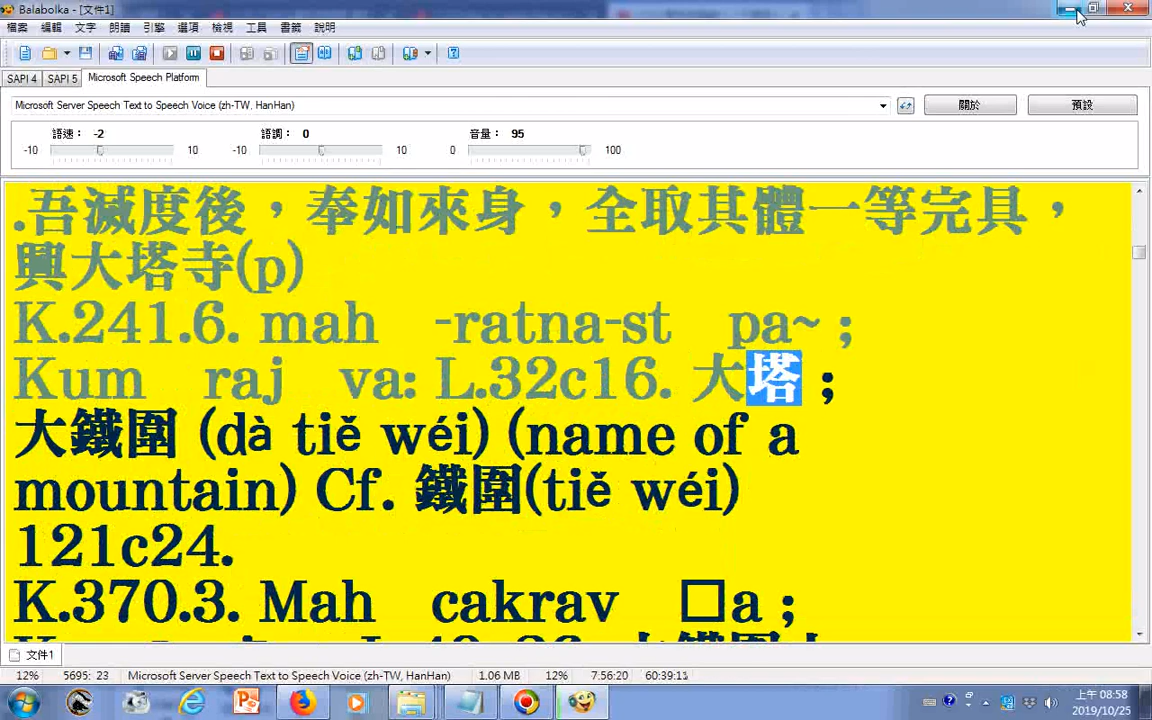 Balabolka - [文件1]
檔案 編輯 文字 朗讀 引擎 選項 檢視 工具 書籤 說明
SAPI 4 SAPI 5 Microsoft Speech Platform
Microsoft Server Speech Text to Speech Voice (zh-TW, HanHan) 關於 預設
語速： -2 語調： 0 音量： 95
-10 10 -10 10 0 100
.吾滅度後，奉如來身，全取其體一等完具，
興大塔寺(p)
K.241.6. mah -ratna-st pa~ ;
Kum raj va: L.32c16. 大塔 ;
大鐵圍 (dà tiě wéi) (name of a
mountain) Cf. 鐵圍(tiě wéi)
121c24.
K.370.3. Mah cakrav □a ;
文件1
12% 5695: 23 Microsoft Server Speech Text to Speech Voice (zh-TW, HanHan) 1.06 MB 12% 7:56:20 60:39:11
上午 08:58
2019/10/25